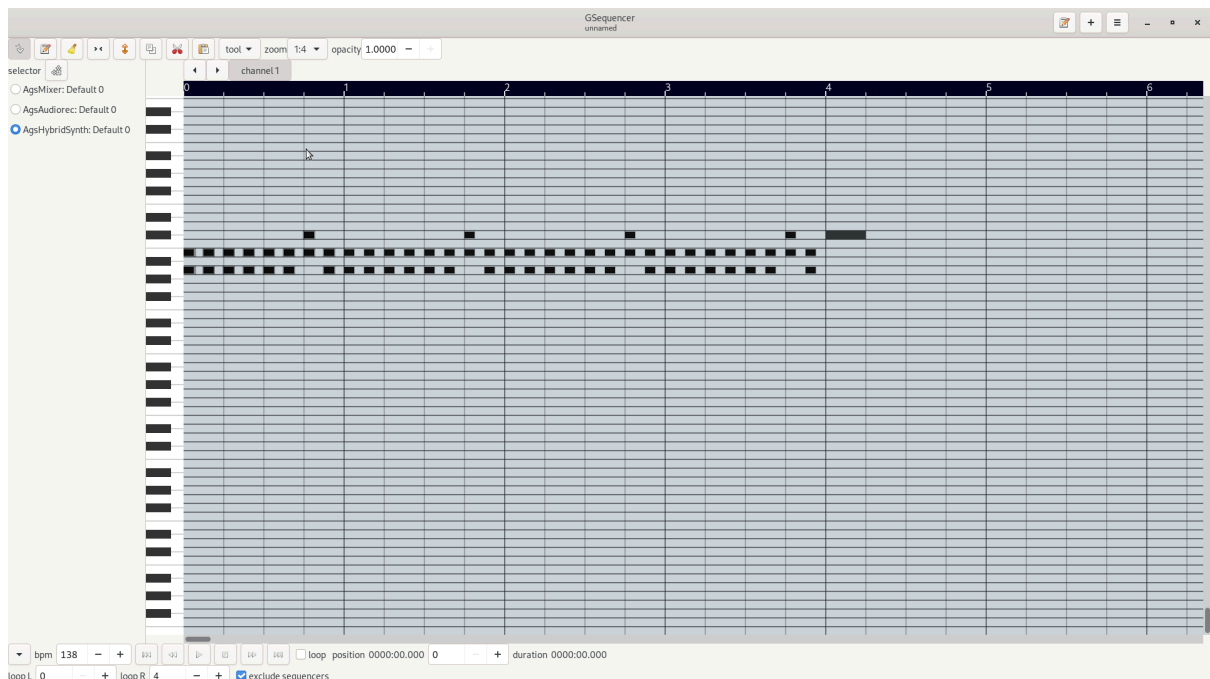 GSequencer
unnamed
tool zoom 1:4 opacity 1.0000
selector
channel 1
AgsMixer: Default 0
AgsAudiorec: Default 0
AgsHybridSynth: Default 0
0 1 2 3 4 5 6
bpm 138 loop position 0000:00.000 0 duration 0000:00.000
loop L 0 loop R 4 exclude sequencers